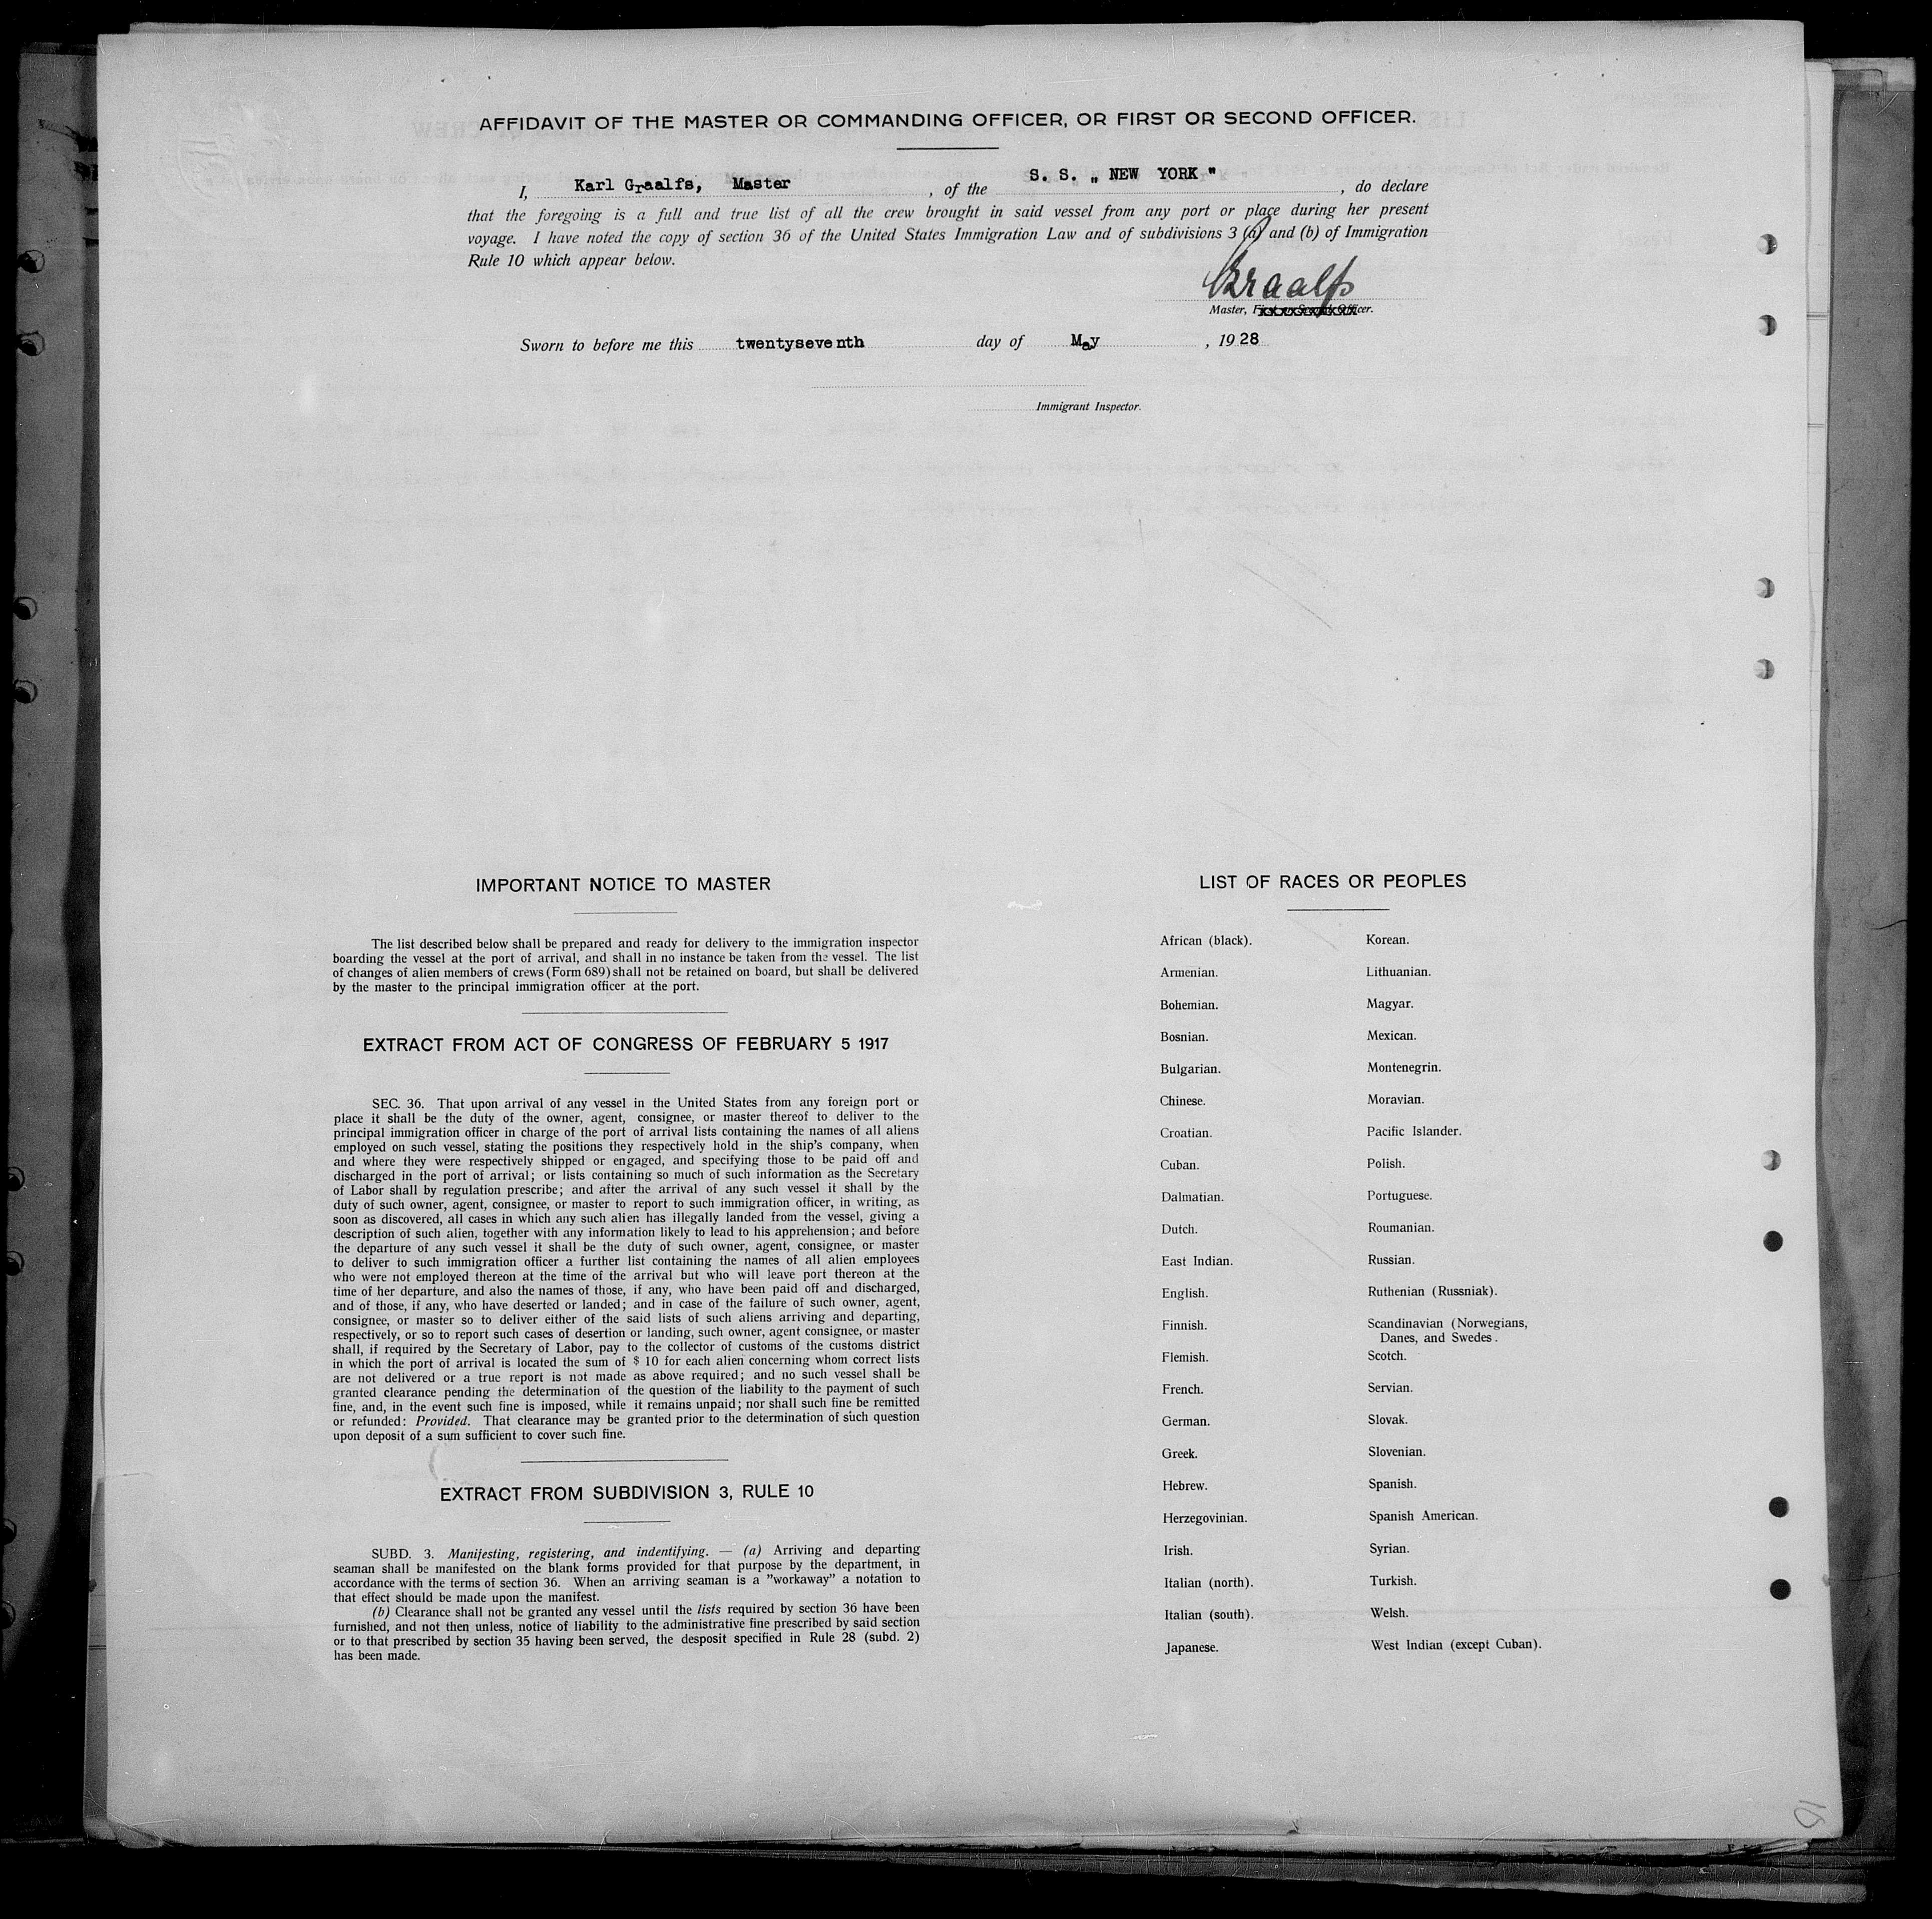 AFFIDAVIT OF THE MASTER OR COMMANDING OFFICER, OR FIRST OR SECOND OFFICER.
I, Karl Graalfs, Master , of the S. S. „ NEW YORK " , do declare
that the foregoing is a full and true list of all the crew brought in said vessel from any port or place during her present
voyage. I have noted the copy of section 36 of the United States Immigration Law and of subdivisions 3 (a) and (b) of Immigration
Rule 10 which appear below.
Graalfs
Master, First or Second Officer.
Sworn to before me this twentyseventh day of May , 1928
Immigrant Inspector.
IMPORTANT NOTICE TO MASTER
The list described below shall be prepared and ready for delivery to the immigration inspector
boarding the vessel at the port of arrival, and shall in no instance be taken from the vessel. The list
of changes of alien members of crews (Form 689) shall not be retained on board, but shall be delivered
by the master to the principal immigration officer at the port.
EXTRACT FROM ACT OF CONGRESS OF FEBRUARY 5 1917
SEC. 36. That upon arrival of any vessel in the United States from any foreign port or
place it shall be the duty of the owner, agent, consignee, or master thereof to deliver to the
principal immigration officer in charge of the port of arrival lists containing the names of all aliens
employed on such vessel, stating the positions they respectively hold in the ship's company, when
and where they were respectively shipped or engaged, and specifying those to be paid off and
discharged in the port of arrival; or lists containing so much of such information as the Secretary
of Labor shall by regulation prescribe; and after the arrival of any such vessel it shall by the
duty of such owner, agent, consignee, or master to report to such immigration officer, in writing, as
soon as discovered, all cases in which any such alien has illegally landed from the vessel, giving a
description of such alien, together with any information likely to lead to his apprehension; and before
the departure of any such vessel it shall be the duty of such owner, agent, consignee, or master
to deliver to such immigration officer a further list containing the names of all alien employees
who were not employed thereon at the time of the arrival but who will leave port thereon at the
time of her departure, and also the names of those, if any, who have been paid off and discharged,
and of those, if any, who have deserted or landed; and in case of the failure of such owner, agent,
consignee, or master so to deliver either of the said lists of such aliens arriving and departing,
respectively, or so to report such cases of desertion or landing, such owner, agent consignee, or master
shall, if required by the Secretary of Labor, pay to the collector of customs of the customs district
in which the port of arrival is located the sum of $ 10 for each alien concerning whom correct lists
are not delivered or a true report is not made as above required; and no such vessel shall be
granted clearance pending the determination of the question of the liability to the payment of such
fine, and, in the event such fine is imposed, while it remains unpaid; nor shall such fine be remitted
or refunded: Provided. That clearance may be granted prior to the determination of such question
upon deposit of a sum sufficient to cover such fine.
EXTRACT FROM SUBDIVISION 3, RULE 10
SUBD. 3. Manifesting, registering, and indentifying. — (a) Arriving and departing
seaman shall be manifested on the blank forms provided for that purpose by the department, in
accordance with the terms of section 36. When an arriving seaman is a "workaway" a notation to
that effect should be made upon the manifest.
(b) Clearance shall not be granted any vessel until the lists required by section 36 have been
furnished, and not then unless, notice of liability to the administrative fine prescribed by said section
or to that prescribed by section 35 having been served, the desposit specified in Rule 28 (subd. 2)
has been made.
LIST OF RACES OR PEOPLES
African (black).
Armenian.
Bohemian.
Bosnian.
Bulgarian.
Chinese.
Croatian.
Cuban.
Dalmatian.
Dutch.
East Indian.
English.
Finnish.
Flemish.
French.
German.
Greek.
Hebrew.
Herzegovinian.
Irish.
Italian (north).
Italian (south).
Japanese.
Korean.
Lithuanian.
Magyar.
Mexican.
Montenegrin.
Moravian.
Pacific Islander.
Polish.
Portuguese.
Roumanian.
Russian.
Ruthenian (Russniak).
Scandinavian (Norwegians,
Danes, and Swedes.
Scotch.
Servian.
Slovak.
Slovenian.
Spanish.
Spanish American.
Syrian.
Turkish.
Welsh.
West Indian (except Cuban).
10